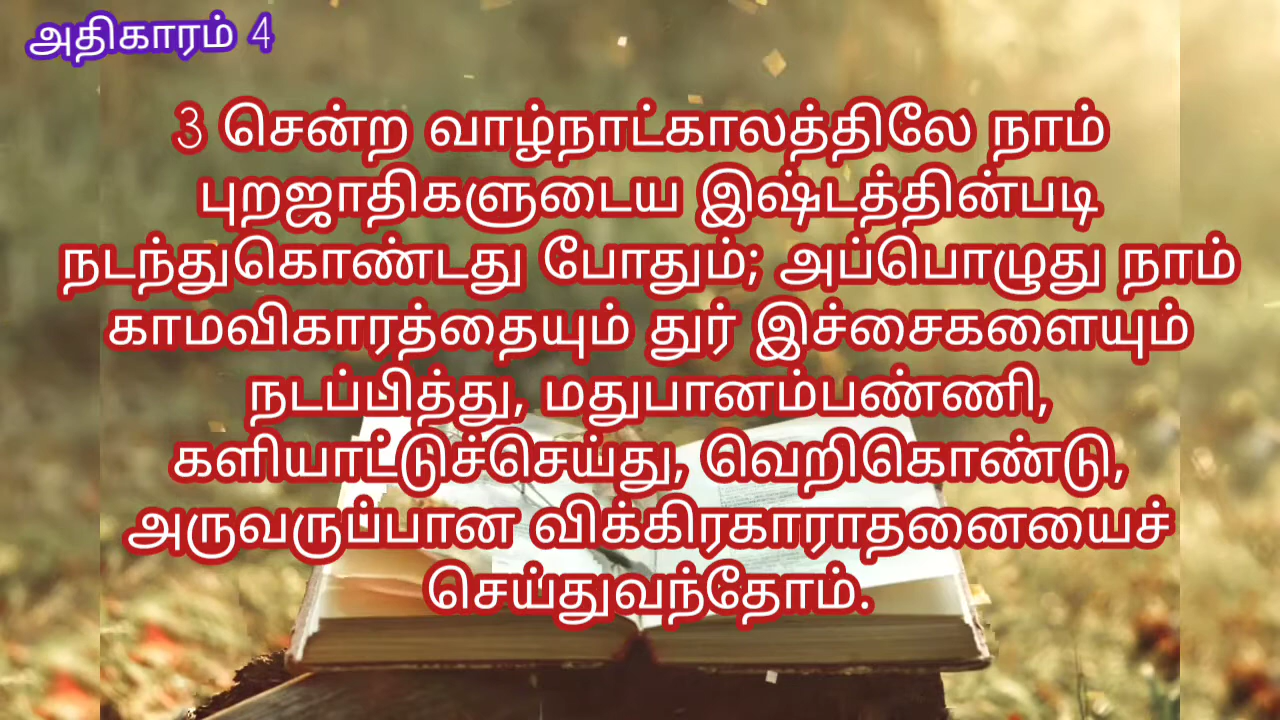 அதிகாரம் 4
3 சென்ற வாழ்நாட்காலத்திலே நாம்
புறஜாதிகளுடைய இஷ்டத்தின்படி
நடந்துகொண்டது போதும்; அப்பொழுது நாம்
காமவிகாரத்தையும் துர் இச்சைகளையும்
நடப்பித்து, மதுபானம்பண்ணி,
களியாட்டுச்செய்து, வெறிகொண்டு,
அருவருப்பான விக்கிரகாராதனையைச்
செய்துவந்தோம்.